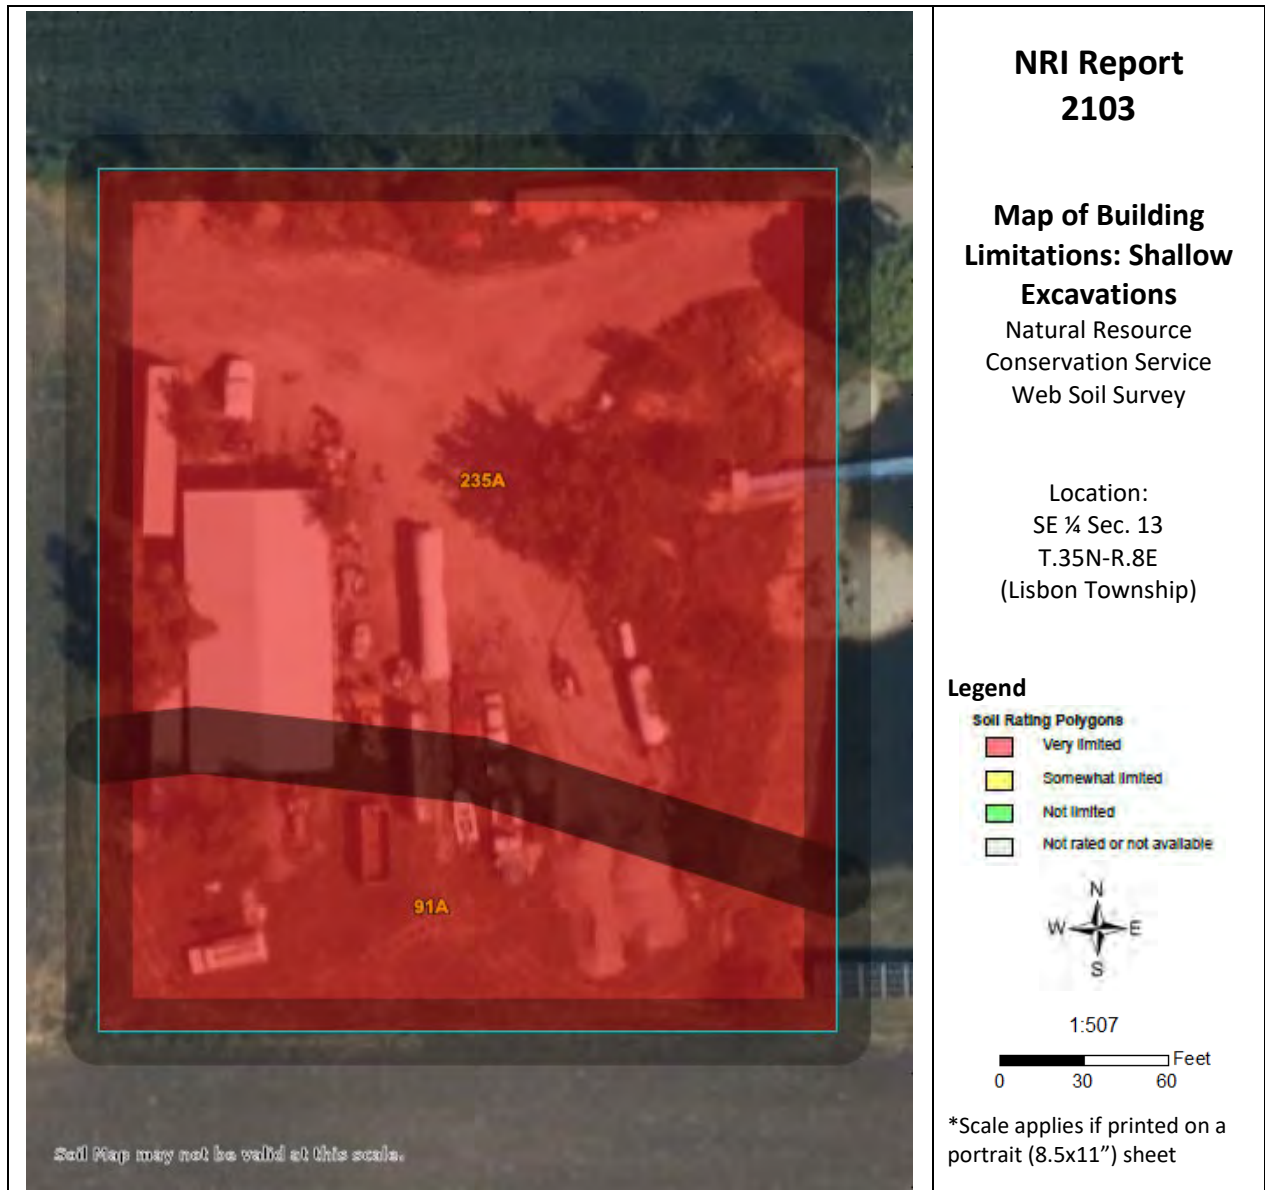 NRI Report
2103
Map of Building
Limitations: Shallow
Excavations
Natural Resource
Conservation Service
Web Soil Survey
Location:
SE ¼ Sec. 13
T.35N-R.8E
(Lisbon Township)
Legend
Soil Rating Polygons
Very limited
Somewhat limited
Not limited
Not rated or not available
N
W E
S
1:507
Feet
0 30 60
*Scale applies if printed on a
portrait (8.5x11”) sheet
235A
91A
Soil Map may not be valid at this scale.